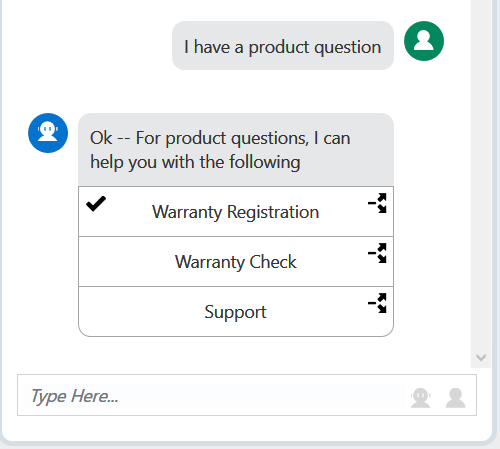 I have a product question
Ok -- For product questions, I can
help you with the following
Warranty Registration
Warranty Check
Support
Type Here...